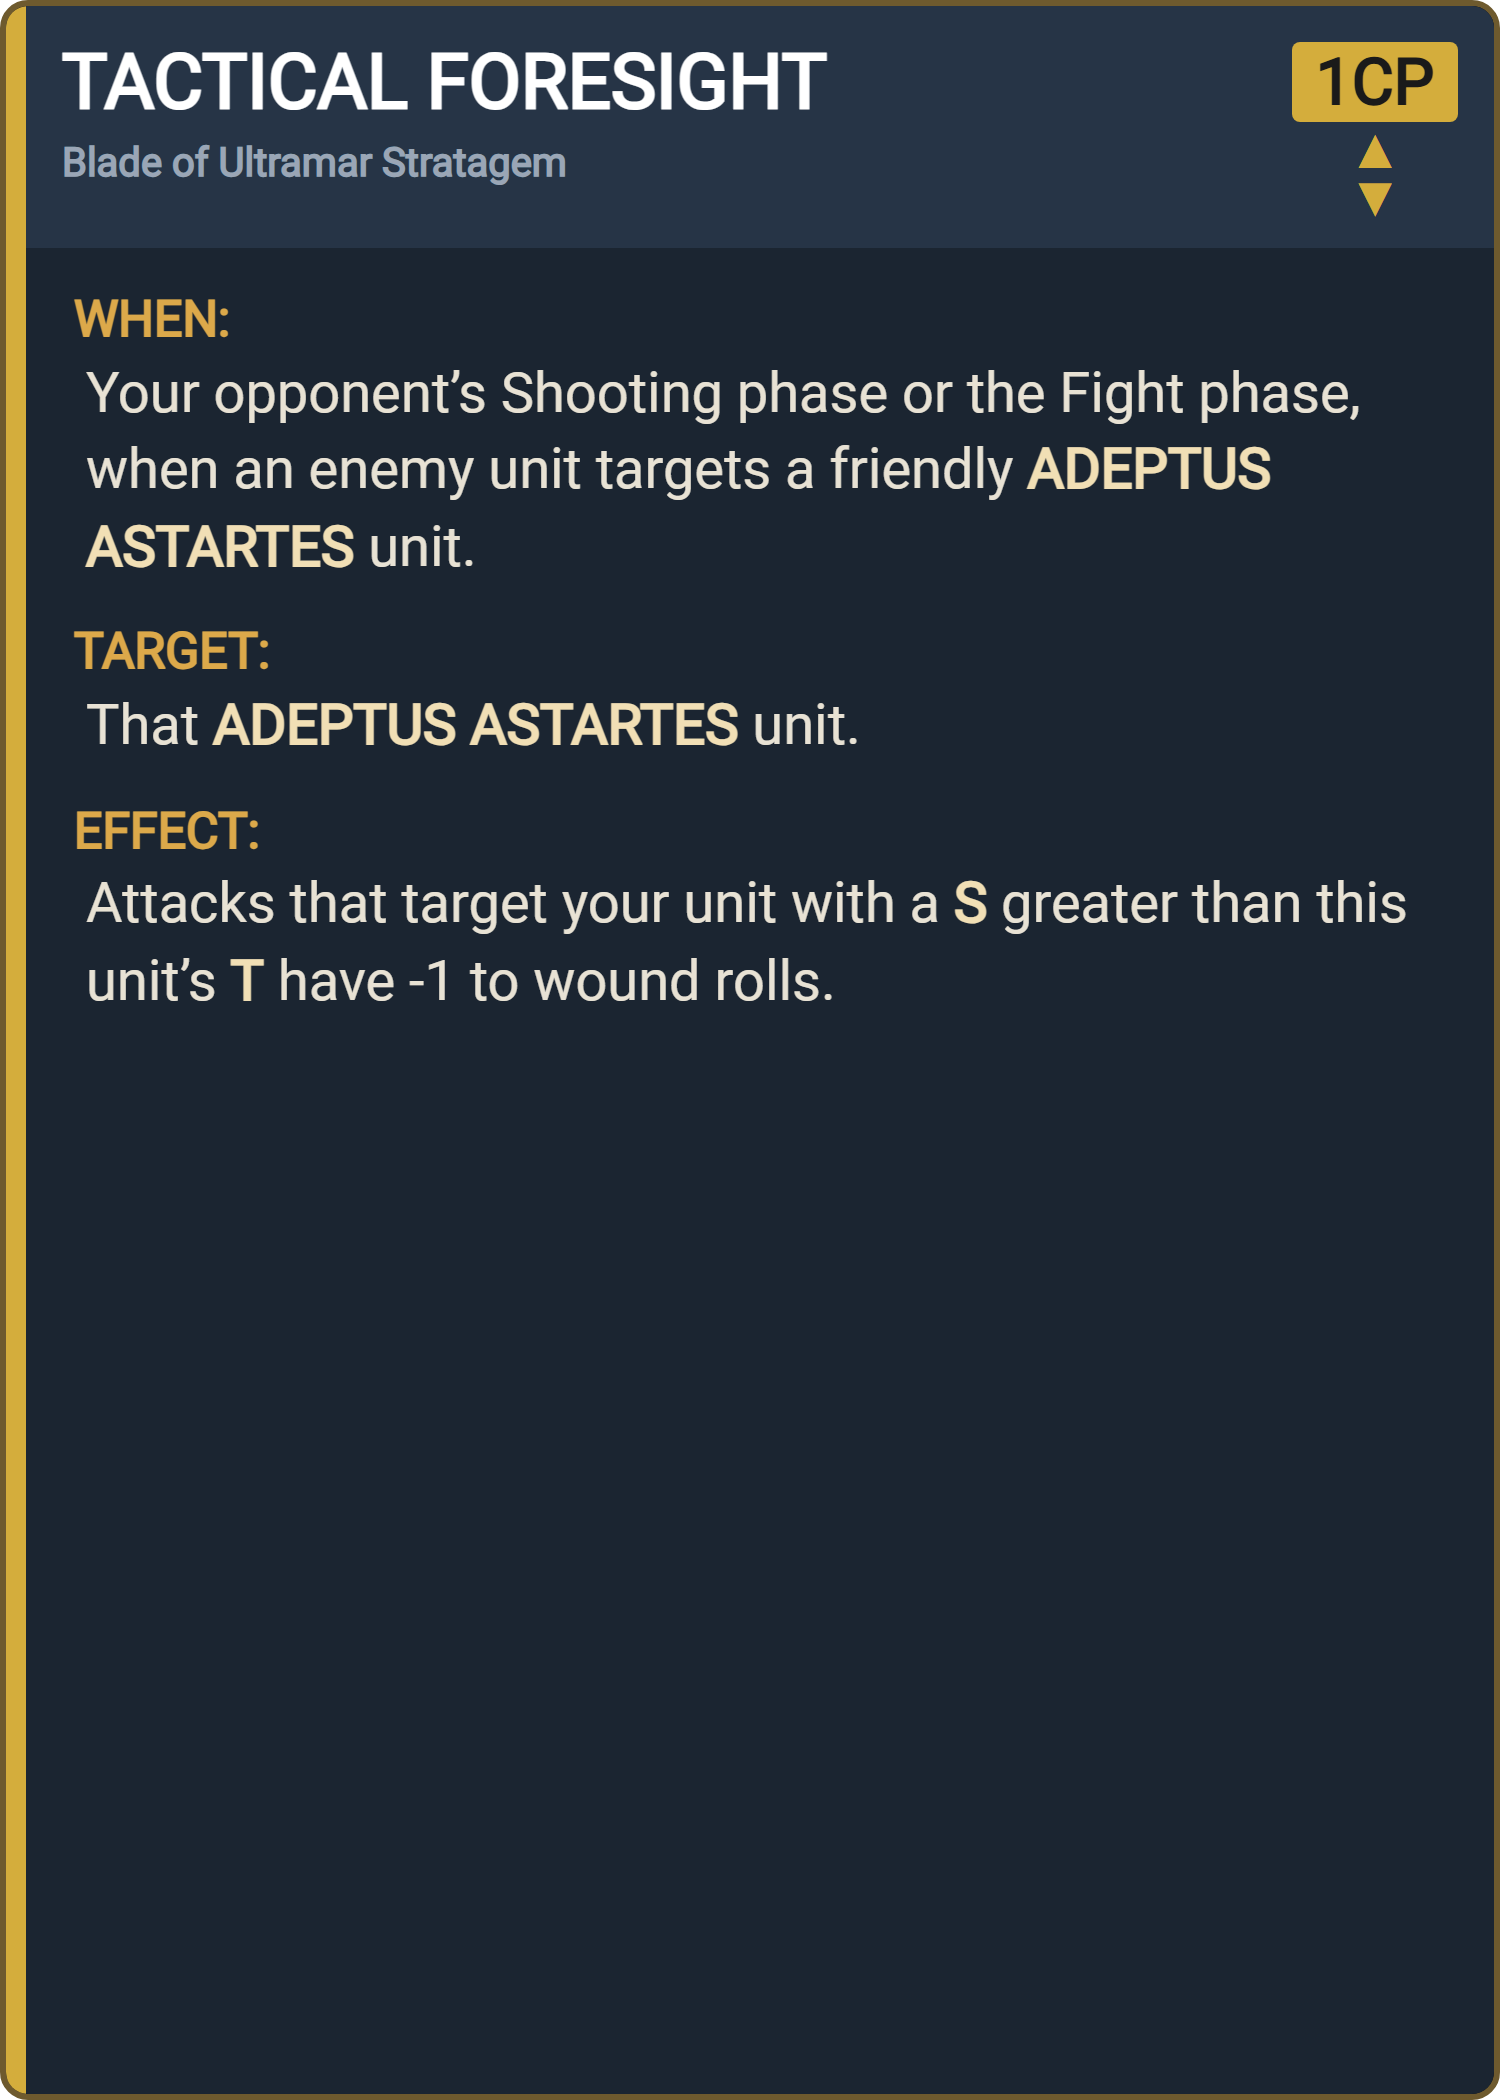 TACTICAL FORESIGHT
1CP
Blade of Ultramar Stratagem
▲
▼
WHEN:
Your opponent’s Shooting phase or the Fight phase,
when an enemy unit targets a friendly ADEPTUS
ASTARTES unit.
TARGET:
That ADEPTUS ASTARTES unit.
EFFECT:
Attacks that target your unit with a S greater than this
unit’s T have -1 to wound rolls.